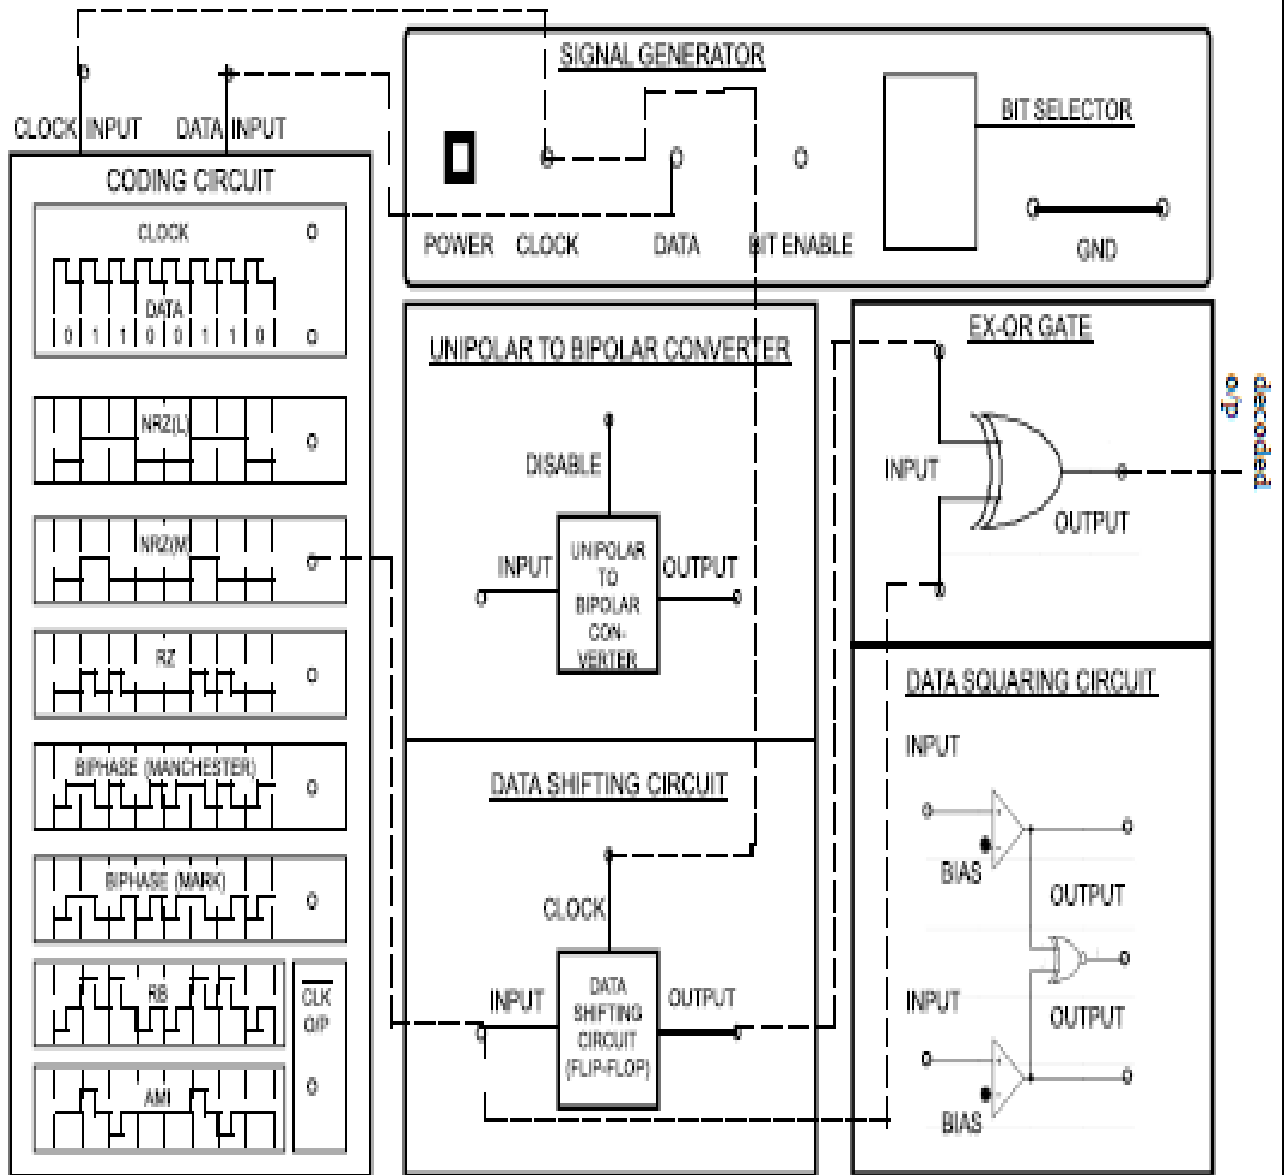 SIGNAL GENERATOR
BIT SELECTOR
POWER
CLOCK
DATA
BIT ENABLE
GND
CLOCK INPUT
DATA INPUT
CODING CIRCUIT
CLOCK
DATA
0 1 1 0 0 1 1 0
NRZ(L)
NRZ(M)
RZ
BIPHASE (MANCHESTER)
BIPHASE (MARK)
RB
AMI
CLK
O/P
UNIPOLAR TO BIPOLAR CONVERTER
DISABLE
INPUT
UNIPOLAR
TO
BIPOLAR
CON-
VERTER
OUTPUT
DATA SHIFTING CIRCUIT
CLOCK
INPUT
DATA
SHIFTING
CIRCUIT
(FLIP-FLOP)
OUTPUT
EX-OR GATE
INPUT
OUTPUT
decoded
o/p
DATA SQUARING CIRCUIT
INPUT
BIAS
OUTPUT
INPUT
OUTPUT
BIAS